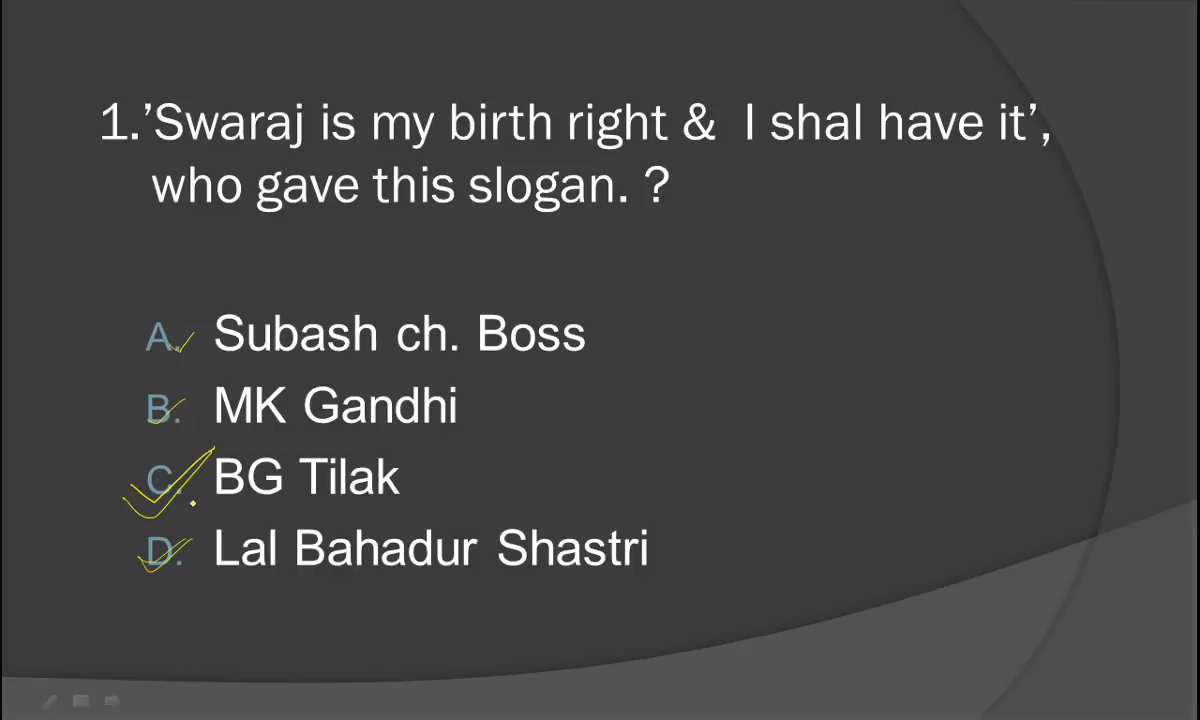 1.’Swaraj is my birth right & I shal have it’,
who gave this slogan. ?
A. Subash ch. Boss
B. MK Gandhi
C. BG Tilak
D. Lal Bahadur Shastri